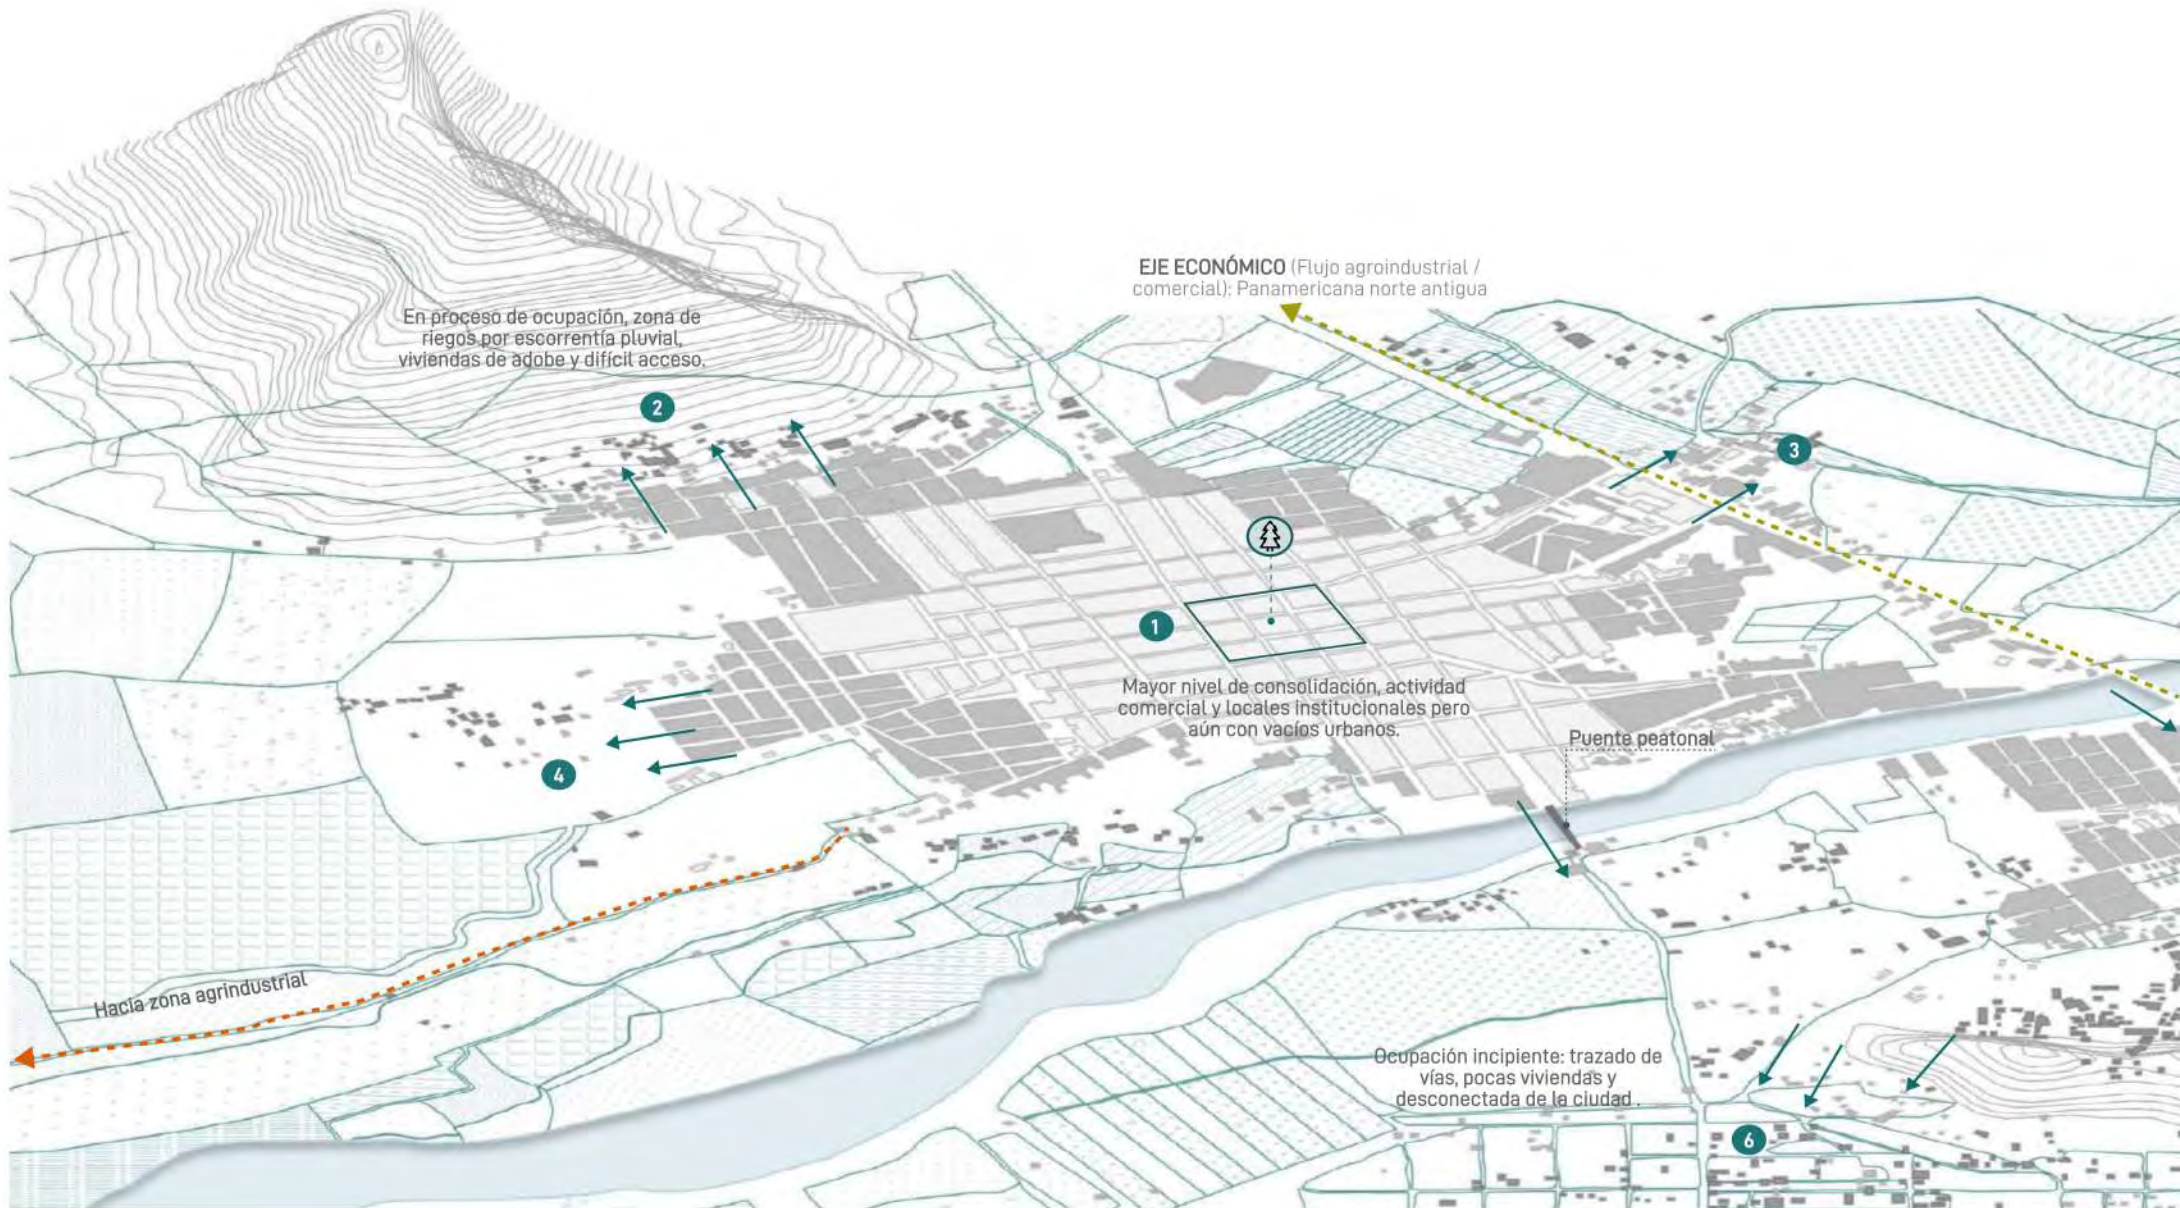 EJE ECONÓMICO (Flujo agroindustrial /
comercial): Panamericana norte antigua
En proceso de ocupación, zona de
riegos por escorrentía pluvial,
viviendas de adobe y difícil acceso.
2
3
1
Mayor nivel de consolidación, actividad
comercial y locales institucionales pero
aún con vacíos urbanos.
Puente peatonal
4
Hacia zona agrindustrial
Ocupación incipiente: trazado de
vías, pocas viviendas y
desconectada de la ciudad .
6